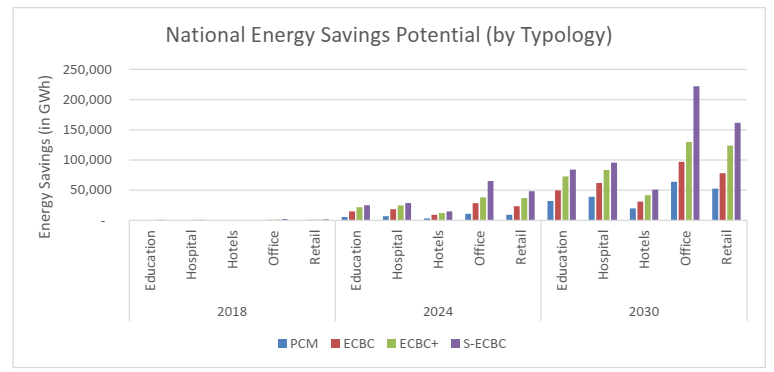 National Energy Savings Potential (by Typology)
Energy Savings (in GWh)
250,000
200,000
150,000
100,000
50,000
-
Education Hospital Hotels Office Retail Education Hospital Hotels Office Retail Education Hospital Hotels Office Retail
2018 2024 2030
PCM ECBC ECBC+ S-ECBC